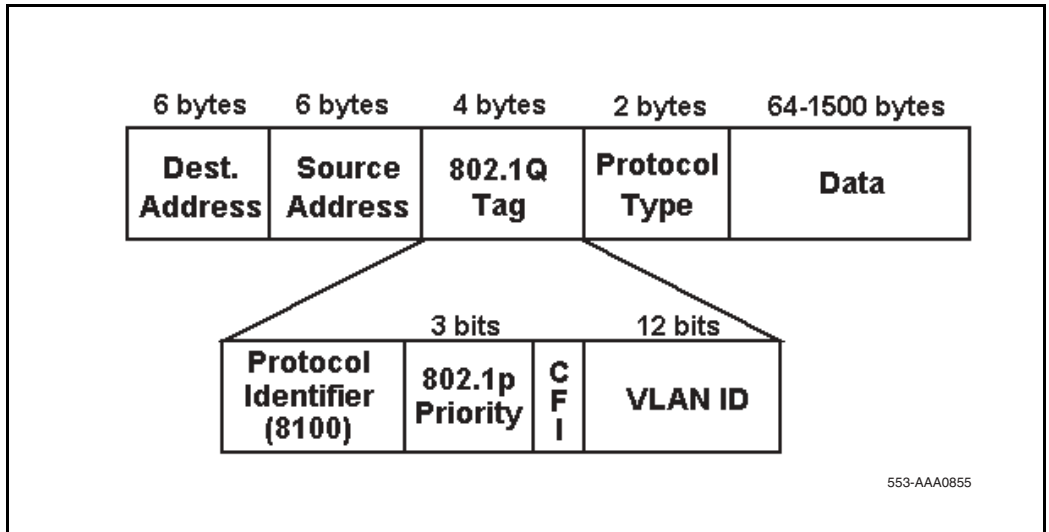 6 bytes 6 bytes 4 bytes 2 bytes 64-1500 bytes
Dest. Address
Source Address
802.1Q Tag
Protocol Type
Data
3 bits 12 bits
Protocol Identifier (8100)
802.1p Priority
CFI
VLAN ID
553-AAA0855